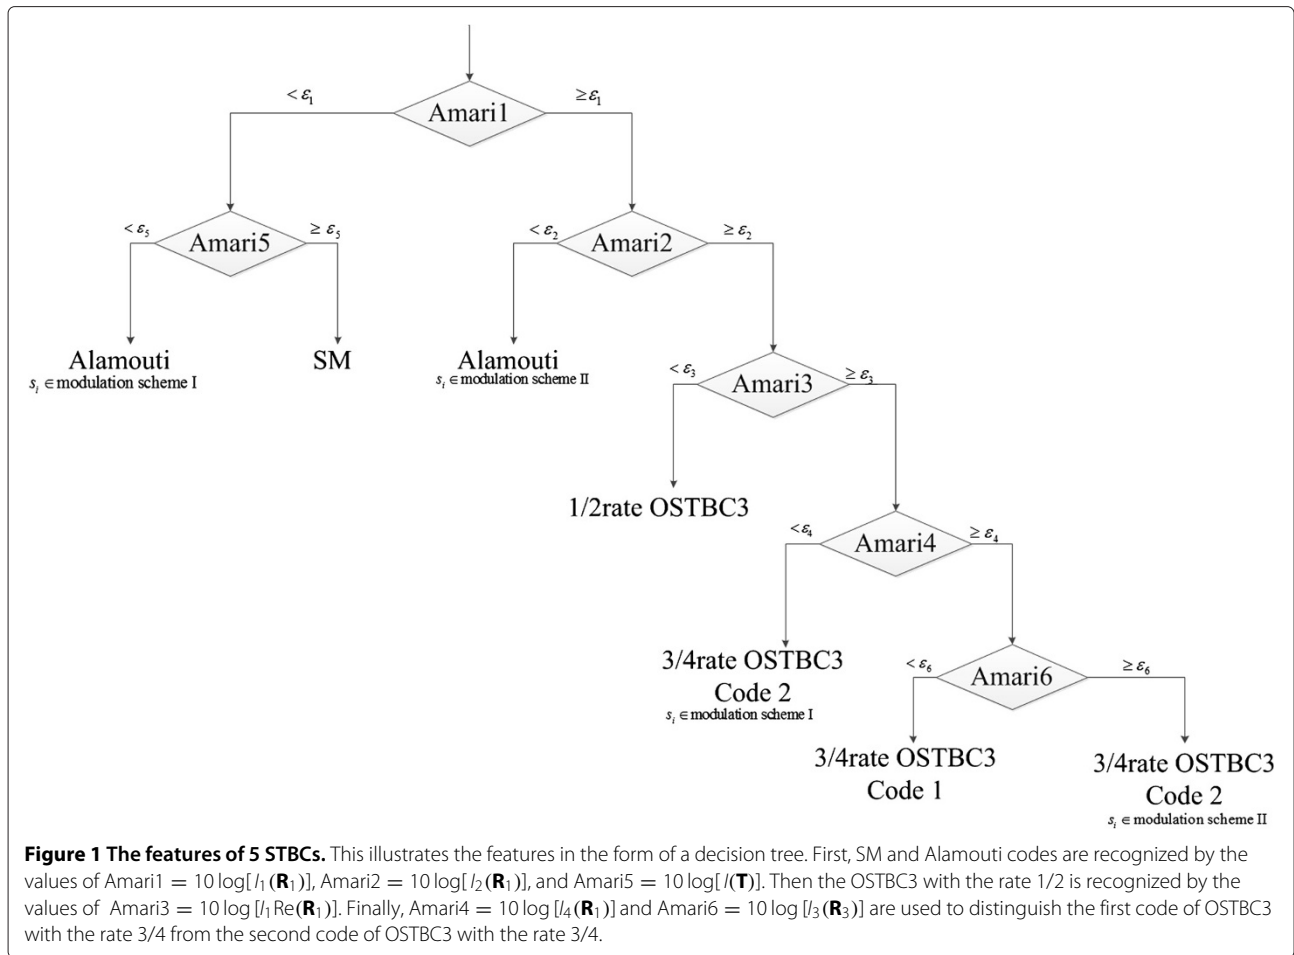 < ε₁
≥ε₁
Amari1
< ε₅
Amari5
≥ ε₅
< ε₂
Amari2
≥ ε₂
Alamouti
sᵢ ∈ modulation scheme I
SM
Alamouti
sᵢ ∈ modulation scheme II
< ε₃
Amari3
≥ ε₃
1/2rate OSTBC3
<ε₄
Amari4
≥ ε₄
3/4rate OSTBC3
Code 2
sᵢ ∈ modulation scheme I
< ε₆
Amari6
≥ε₆
3/4rate OSTBC3
Code 1
3/4rate OSTBC3
Code 2
sᵢ ∈ modulation scheme II
Figure 1 The features of 5 STBCs. This illustrates the features in the form of a decision tree. First, SM and Alamouti codes are recognized by the
values of Amari1 = 10 log[ l₁(R₁)], Amari2 = 10 log[ l₂(R₁)], and Amari5 = 10 log[ l(T)]. Then the OSTBC3 with the rate 1/2 is recognized by the
values of Amari3 = 10 log [l₁Re(R₁)]. Finally, Amari4 = 10 log [l₄(R₁)] and Amari6 = 10 log [l₃(R₃)] are used to distinguish the first code of OSTBC3
with the rate 3/4 from the second code of OSTBC3 with the rate 3/4.